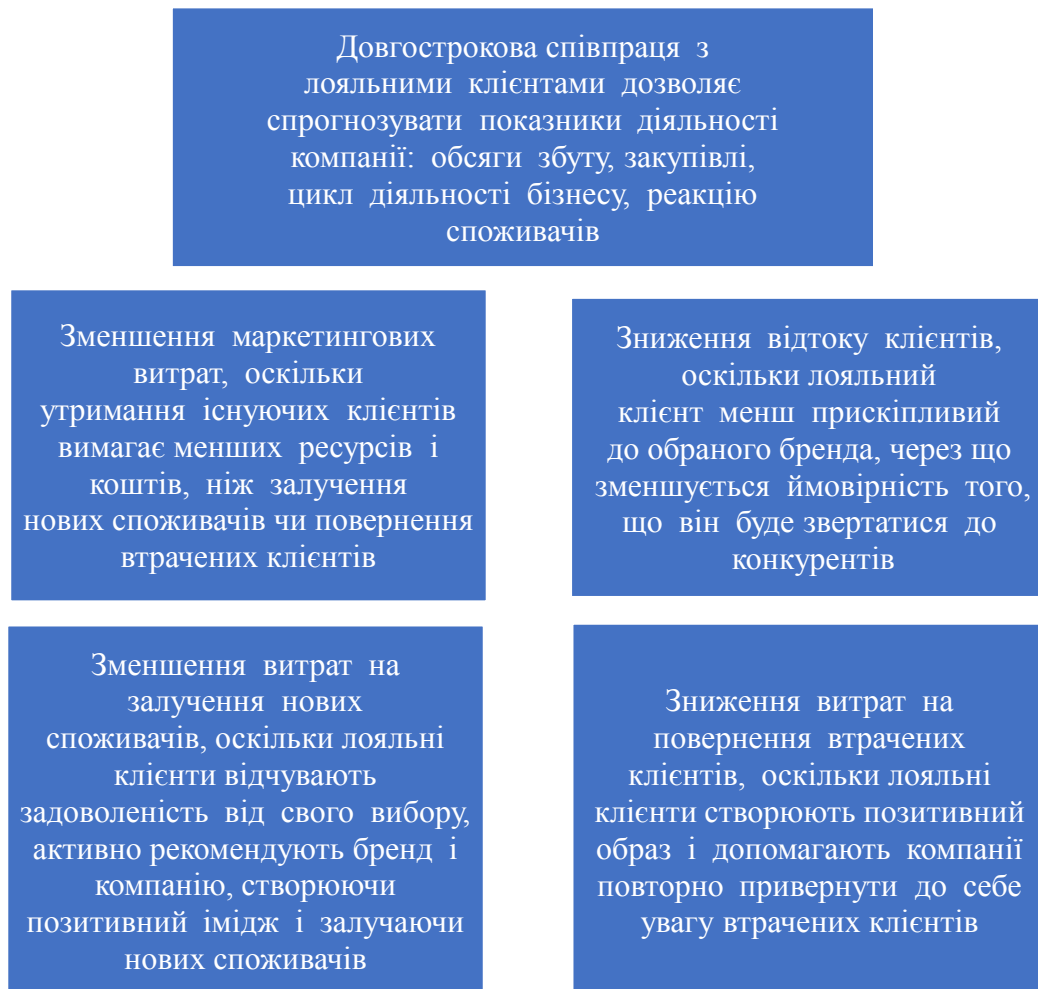 Довгострокова співпраця з
лояльними клієнтами дозволяє
спрогнозувати показники діяльності
компанії: обсяги збуту, закупівлі,
цикл діяльності бізнесу, реакцію
споживачів
Зменшення маркетингових
витрат, оскільки
утримання існуючих клієнтів
вимагає менших ресурсів і
коштів, ніж залучення
нових споживачів чи повернення
втрачених клієнтів
Зниження відтоку клієнтів,
оскільки лояльний
клієнт менш прискіпливий
до обраного бренда, через що
зменшується ймовірність того,
що він буде звертатися до
конкурентів
Зменшення витрат на
залучення нових
споживачів, оскільки лояльні
клієнти відчувають
задоволеність від свого вибору,
активно рекомендують бренд і
компанію, створюючи
позитивний імідж і залучаючи
нових споживачів
Зниження витрат на
повернення втрачених
клієнтів, оскільки лояльні
клієнти створюють позитивний
образ і допомагають компанії
повторно привернути до себе
увагу втрачених клієнтів